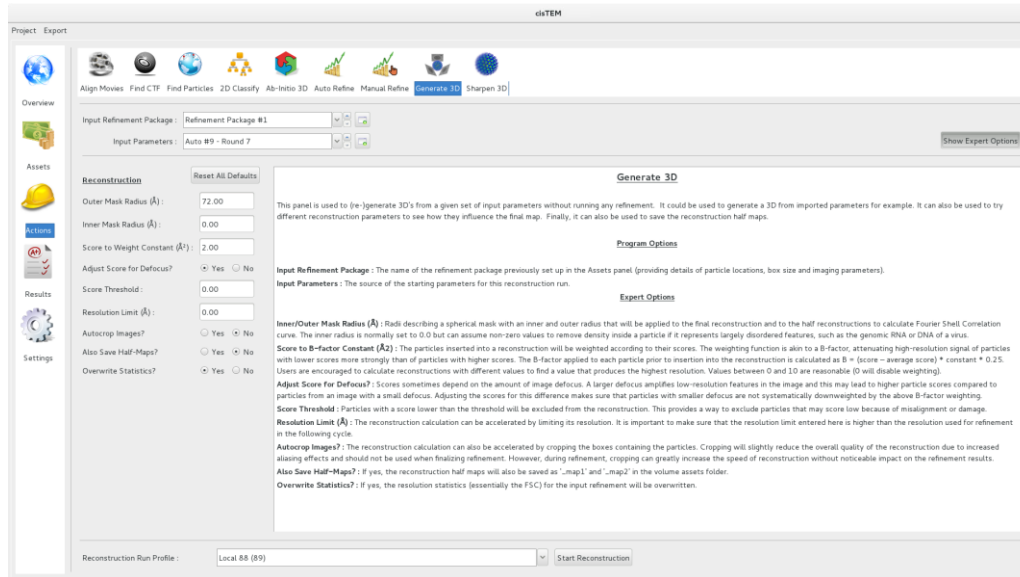 cisTEM
Project Export
Overview
Assets
Actions
Results
Settings
Align Movies Find CTF Find Particles 2D Classify Ab-Initio 3D Auto Refine Manual Refine Generate 3D Sharpen 3D
Input Refinement Package : Refinement Package #1
Input Parameters : Auto #9 - Round 7
Show Expert Options
Reconstruction Reset All Defaults
Outer Mask Radius (Å) : 72.00
Inner Mask Radius (Å) : 0.00
Score to Weight Constant (Å²) : 2.00
Adjust Score for Defocus? Yes No
Score Threshold : 0.00
Resolution Limit (Å) : 0.00
Autocrop Images? Yes No
Also Save Half-Maps? Yes No
Overwrite Statistics? Yes No
Generate 3D
This panel is used to (re-)generate 3D's from a given set of input parameters without running any refinement. It could be used to generate a 3D from imported parameters for example. It can also be used to try
different reconstruction parameters to see how they influence the final map. Finally, it can also be used to save the reconstruction half maps.
Program Options
Input Refinement Package : The name of the refinement package previously set up in the Assets panel (providing details of particle locations, box size and imaging parameters).
Input Parameters : The source of the starting parameters for this reconstruction run.
Expert Options
Inner/Outer Mask Radius (Å) : Radii describing a spherical mask with an inner and outer radius that will be applied to the final reconstruction and to the half reconstructions to calculate Fourier Shell Correlation
curve. The inner radius is normally set to 0.0 but can assume non-zero values to remove density inside a particle if it represents largely disordered features, such as the genomic RNA or DNA of a virus.
Score to B-factor Constant (Å2) : The particles inserted into a reconstruction will be weighted according to their scores. The weighting function is akin to a B-factor, attenuating high-resolution signal of particles
with lower scores more strongly than of particles with higher scores. The B-factor applied to each particle prior to insertion into the reconstruction is calculated as B = (score – average score) * constant * 0.25.
Users are encouraged to calculate reconstructions with different values to find a value that produces the highest resolution. Values between 0 and 10 are reasonable (0 will disable weighting).
Adjust Score for Defocus? : Scores sometimes depend on the amount of image defocus. A larger defocus amplifies low-resolution features in the image and this may lead to higher particle scores compared to
particles from an image with a small defocus. Adjusting the scores for this difference makes sure that particles with smaller defocus are not systematically downweighted by the above B-factor weighting.
Score Threshold : Particles with a score lower than the threshold will be excluded from the reconstruction. This provides a way to exclude particles that may score low because of misalignment or damage.
Resolution Limit (Å) : The reconstruction calculation can be accelerated by limiting its resolution. It is important to make sure that the resolution limit entered here is higher than the resolution used for refinement
in the following cycle.
Autocrop Images? : The reconstruction calculation can also be accelerated by cropping the boxes containing the particles. Cropping will slightly reduce the overall quality of the reconstruction due to increased
aliasing effects and should not be used when finalizing refinement. However, during refinement, cropping can greatly increase the speed of reconstruction without noticeable impact on the refinement results.
Also Save Half-Maps? : If yes, the reconstruction half maps will also be saved as '_map1' and '_map2' in the volume assets folder.
Overwrite Statistics? : If yes, the resolution statistics (essentially the FSC) for the input refinement will be overwritten.
Reconstruction Run Profile : Local 88 (89) Start Reconstruction